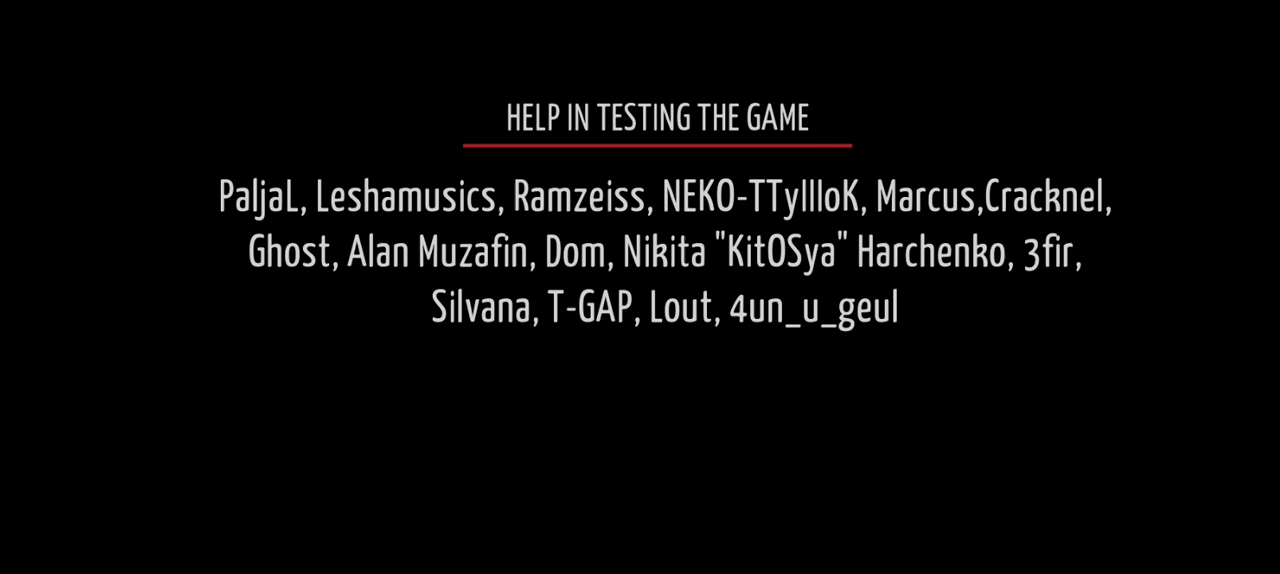 HELP IN TESTING THE GAME
PaljaL, Leshamusics, Ramzeiss, NEKO-TTyIIIoK, Marcus,Cracknel,
Ghost, Alan Muzafin, Dom, Nikita "KitOSya" Harchenko, 3fir,
Silvana, T-GAP, Lout, 4un_u_geul